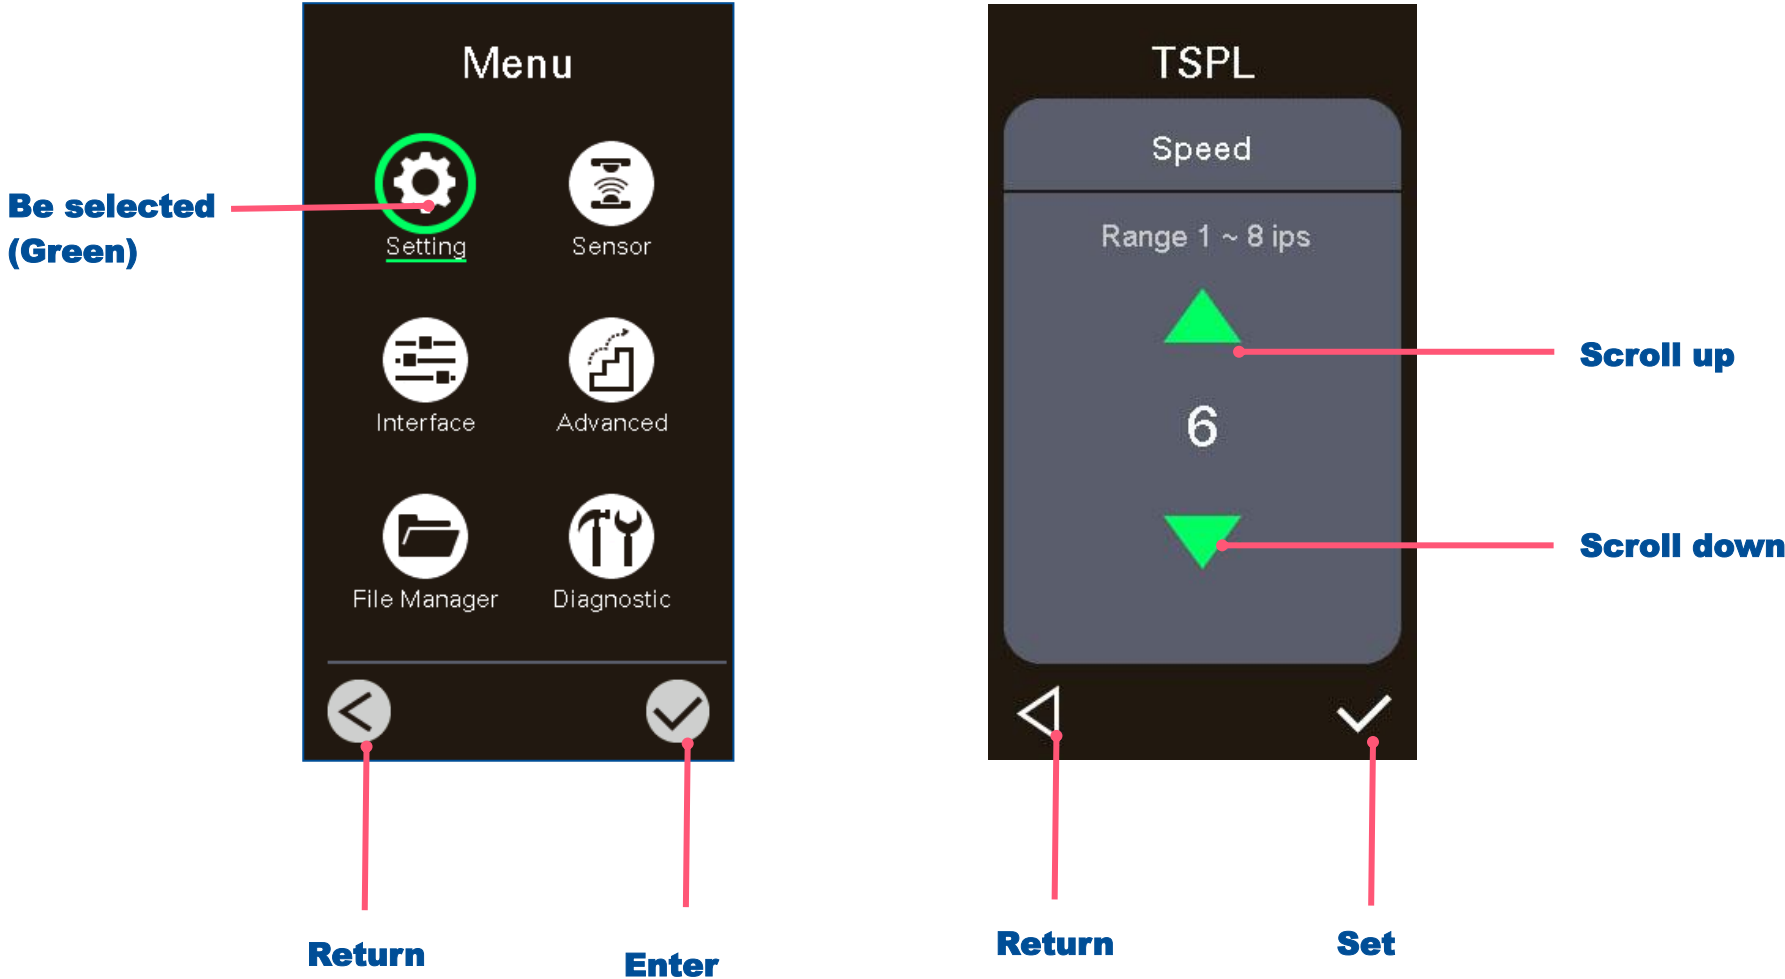 Menu
Be selected
(Green)
Setting
Sensor
Interface
Advanced
File Manager
Diagnostic
Return
Enter
TSPL
Speed
Range 1 ~ 8 ips
Scroll up
6
Scroll down
Return
Set